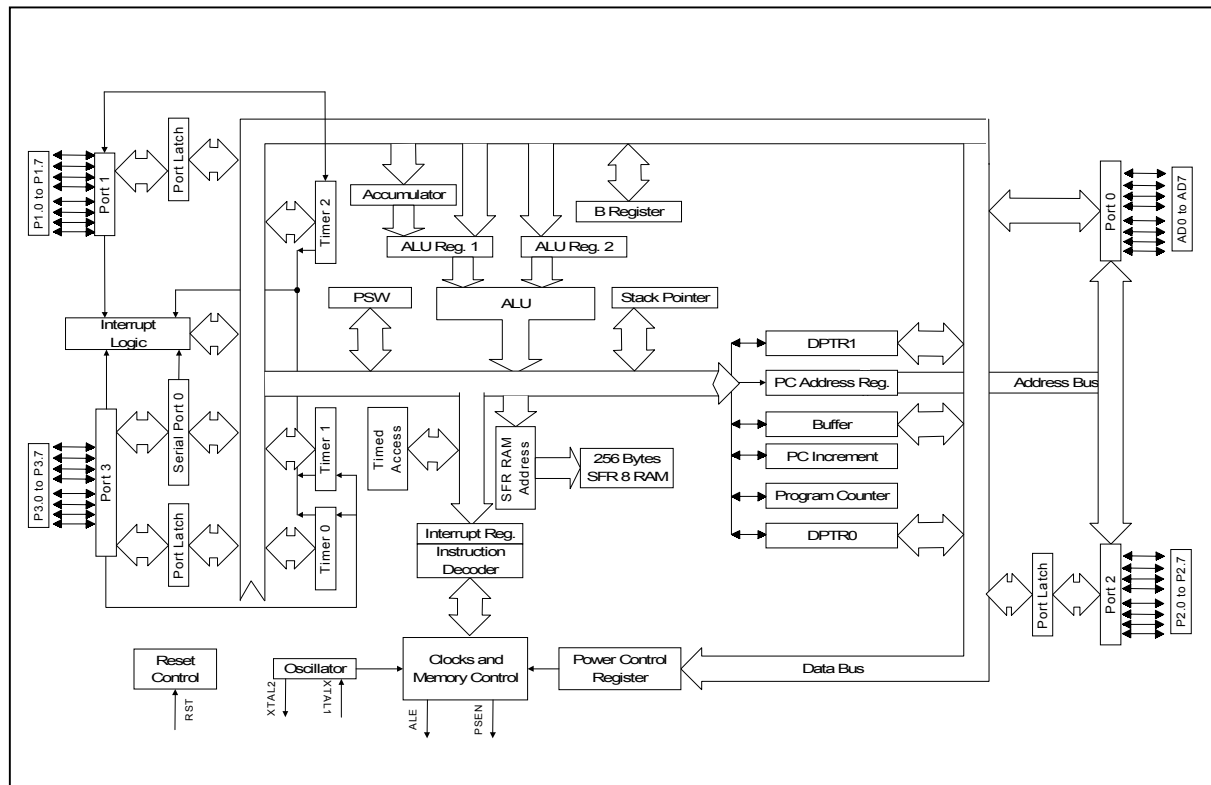 P1.0 to P1.7
Port 1
Port Latch
Timer 2
Accumulator
B Register
ALU Reg. 1
ALU Reg. 2
ALU
PSW
Stack Pointer
Port 0
AD0 to AD7
Interrupt
Logic
DPTR1
PC Address Reg.
Address Bus
Buffer
PC Increment
Program Counter
DPTR0
P3.0 to P3.7
Port 3
Serial Port 0
Port Latch
Timer 1
Timer 0
Timed
Access
SFR RAM
Address
256 Bytes
SFR 8 RAM
Interrupt Reg.
Instruction
Decoder
Port Latch
Port 2
P2.0 to P2.7
Reset
Control
RST
Oscillator
XTAL2
XTAL1
Clocks and
Memory Control
ALE
PSEN
Power Control
Register
Data Bus